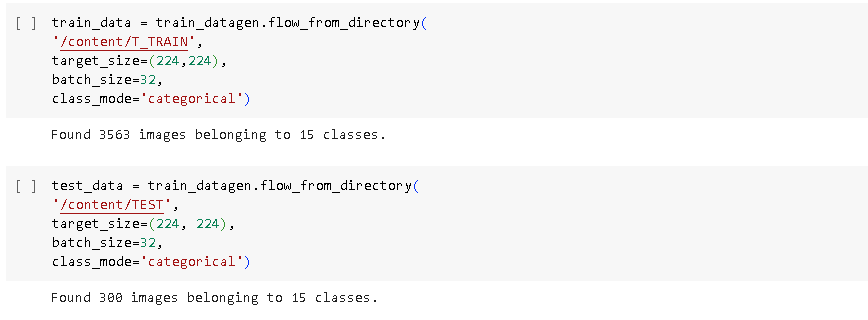 [ ] train_data = train_datagen.flow_from_directory(
'/content/T_TRAIN',
target_size=(224,224),
batch_size=32,
class_mode='categorical')
Found 3563 images belonging to 15 classes.
[ ] test_data = train_datagen.flow_from_directory(
'/content/TEST',
target_size=(224, 224),
batch_size=32,
class_mode='categorical')
Found 300 images belonging to 15 classes.